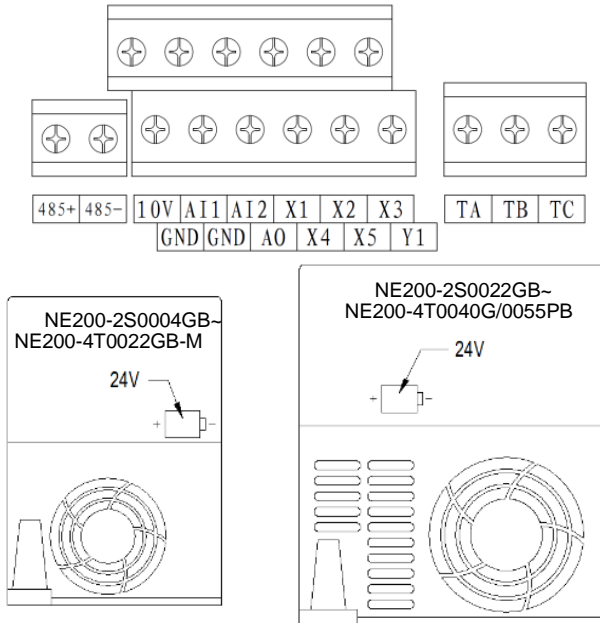 485+ 485- 10V AI1 AI2 X1 X2 X3 TA TB TC
GND GND AO X4 X5 Y1
NE200-2S0004GB~
NE200-4T0022GB-M
24V
+ -
NE200-2S0022GB~
NE200-4T0040G/0055PB
24V
+ -